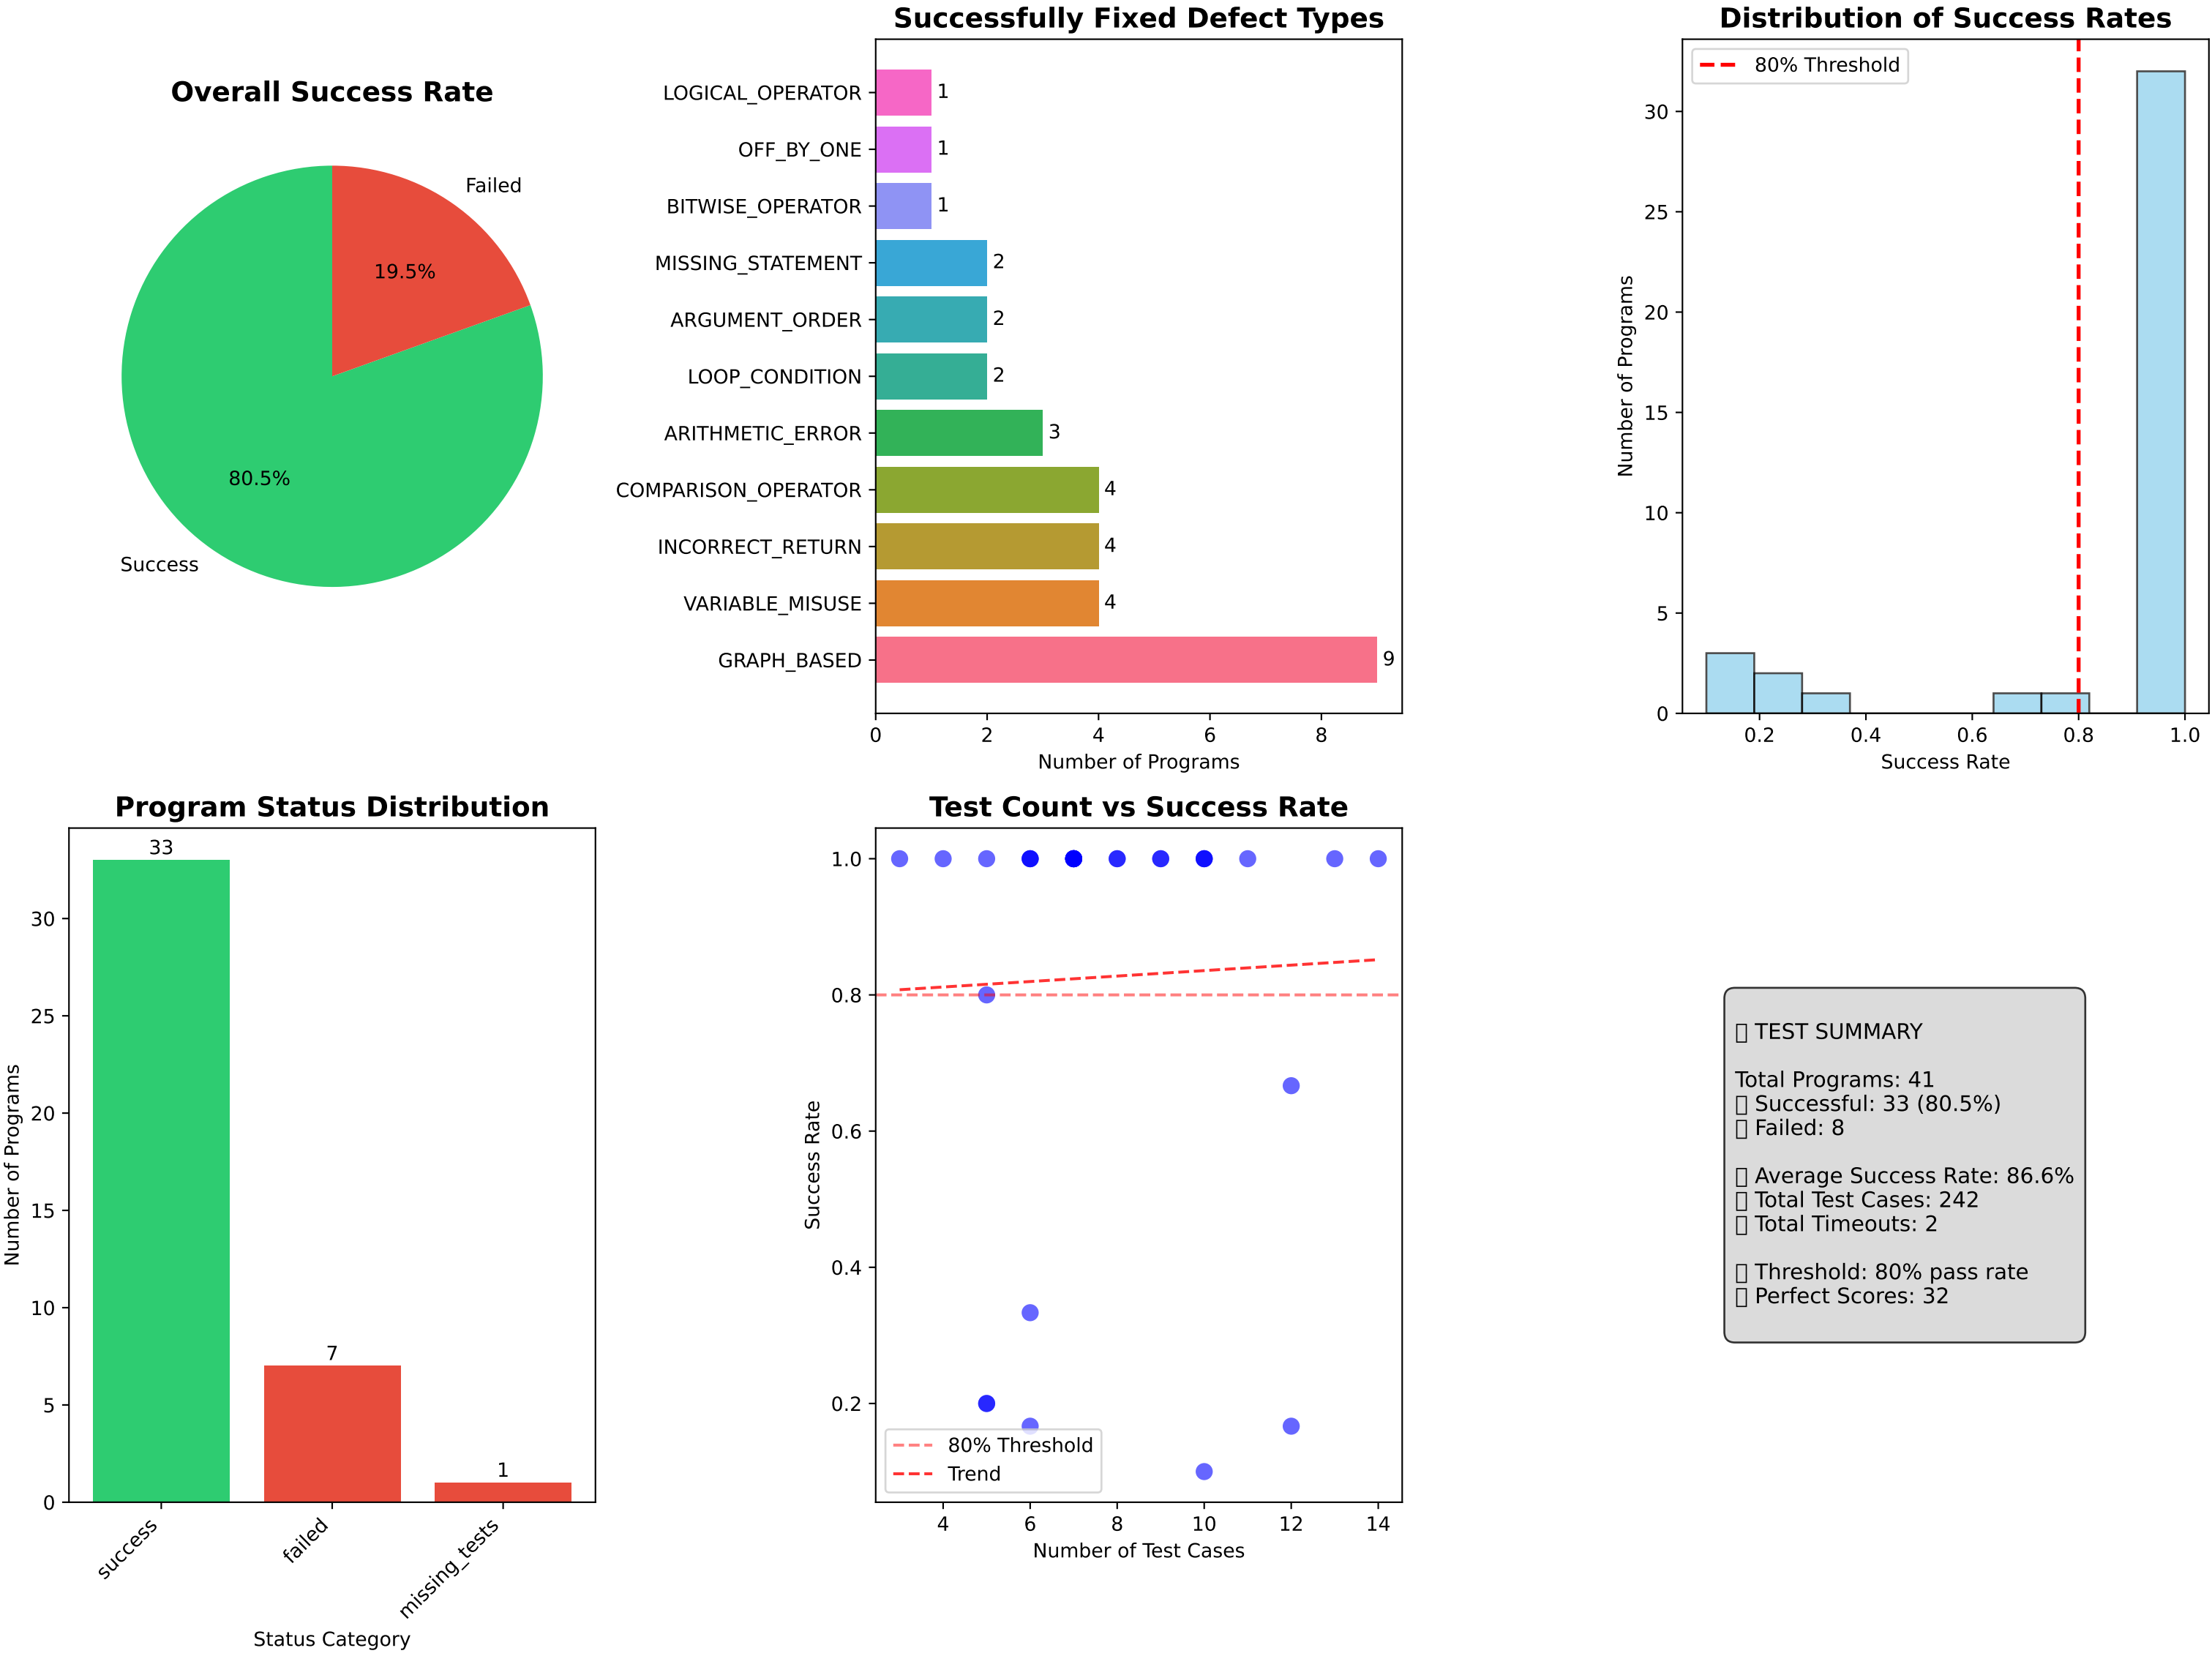 Overall Success Rate
Failed
19.5%
80.5%
Success
Successfully Fixed Defect Types
LOGICAL_OPERATOR 1
OFF_BY_ONE 1
BITWISE_OPERATOR 1
MISSING_STATEMENT 2
ARGUMENT_ORDER 2
LOOP_CONDITION 2
ARITHMETIC_ERROR 3
COMPARISON_OPERATOR 4
INCORRECT_RETURN 4
VARIABLE_MISUSE 4
GRAPH_BASED 9
0 2 4 6 8
Number of Programs
Distribution of Success Rates
80% Threshold
30
25
20
15
10
5
0
Number of Programs
0.2 0.4 0.6 0.8 1.0
Success Rate
Program Status Distribution
33
7
1
30
25
20
15
10
5
0
Number of Programs
success
failed
missing_tests
Status Category
Test Count vs Success Rate
1.0
0.8
0.6
0.4
0.2
Success Rate
80% Threshold
Trend
4 6 8 10 12 14
Number of Test Cases
TEST SUMMARY
Total Programs: 41
Successful: 33 (80.5%)
Failed: 8
Average Success Rate: 86.6%
Total Test Cases: 242
Total Timeouts: 2
Threshold: 80% pass rate
Perfect Scores: 32